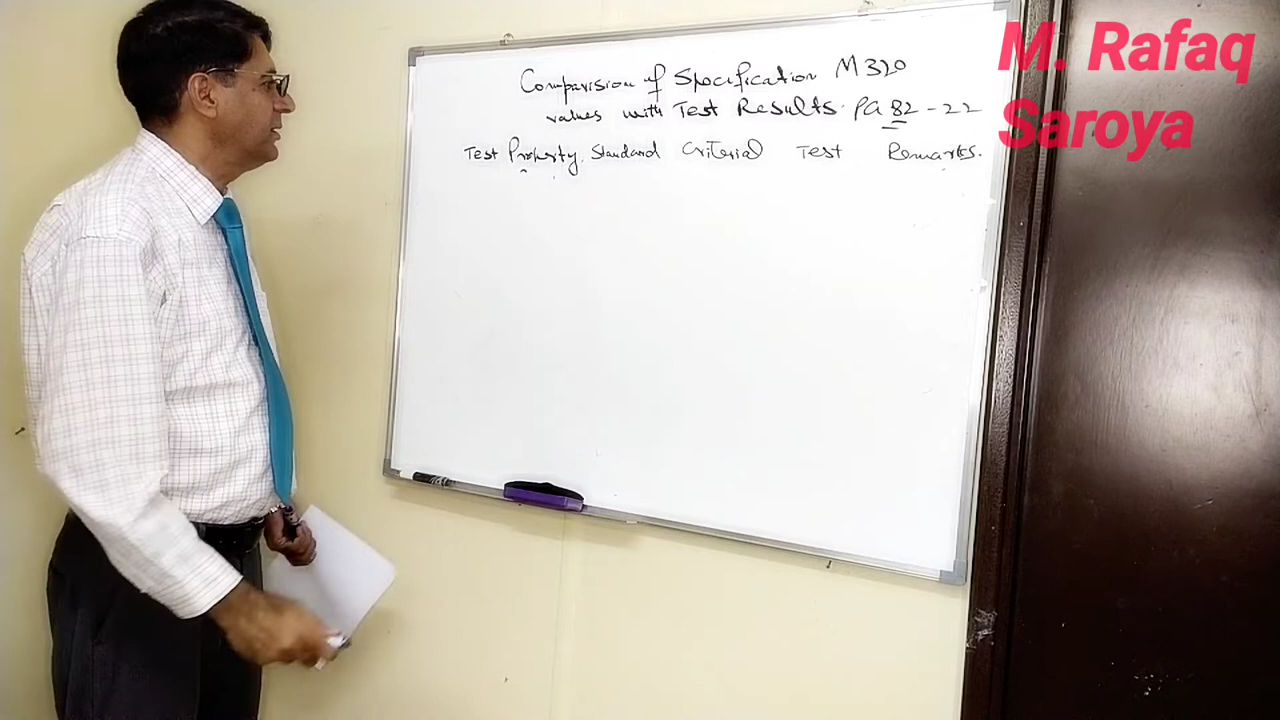 Comparision of Specification M320
values with Test Results. PG 82-22
Test Property. Standard Criterial Test Remarks.
M. Rafaq
Saroya